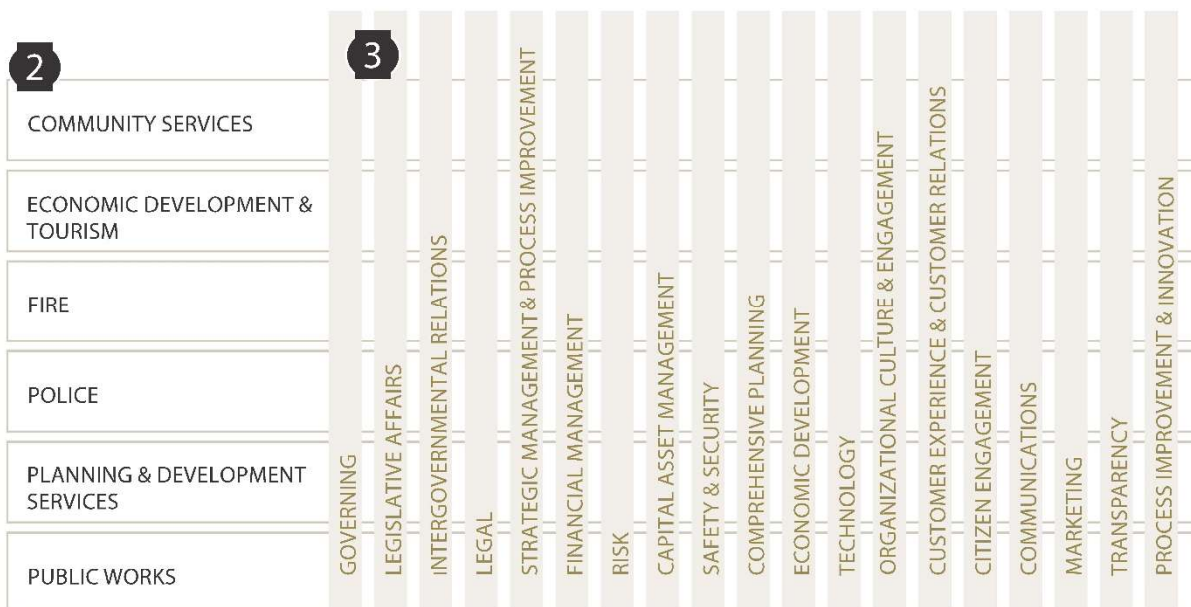 2
3
COMMUNITY SERVICES
ECONOMIC DEVELOPMENT &
TOURISM
FIRE
POLICE
PLANNING & DEVELOPMENT
SERVICES
PUBLIC WORKS
GOVERNING
LEGISLATIVE AFFAIRS
INTERGOVERNMENTAL RELATIONS
LEGAL
STRATEGIC MANAGEMENT & PROCESS IMPROVEMENT
FINANCIAL MANAGEMENT
RISK
CAPITAL ASSET MANAGEMENT
SAFETY & SECURITY
COMPREHENSIVE PLANNING
ECONOMIC DEVELOPMENT
TECHNOLOGY
ORGANIZATIONAL CULTURE & ENGAGEMENT
CUSTOMER EXPERIENCE & CUSTOMER RELATIONS
CITIZEN ENGAGEMENT
COMMUNICATIONS
MARKETING
TRANSPARENCY
PROCESS IMPROVEMENT & INNOVATION